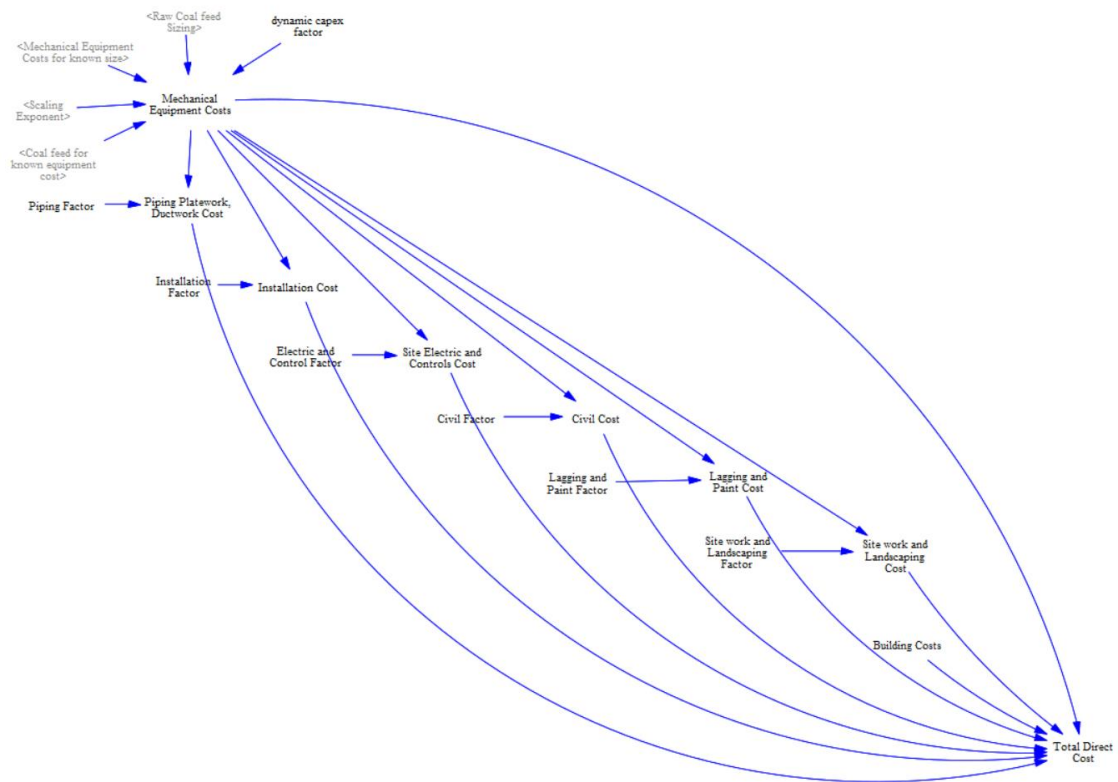 <Raw Coal feed
Sizing>
dynamic capex
factor
<Mechanical Equipment
Costs for known size>
Mechanical
Equipment Costs
<Scaling
Exponent>
<Coal feed for
known equipment
cost>
Piping Factor
Piping Platework,
Ductwork Cost
Installation
Factor
Installation Cost
Electric and
Control Factor
Site Electric and
Controls Cost
Civil Factor
Civil Cost
Lagging and
Paint Factor
Lagging and
Paint Cost
Site work and
Landscaping
Factor
Site work and
Landscaping
Cost
Building Costs
Total Direct
Cost